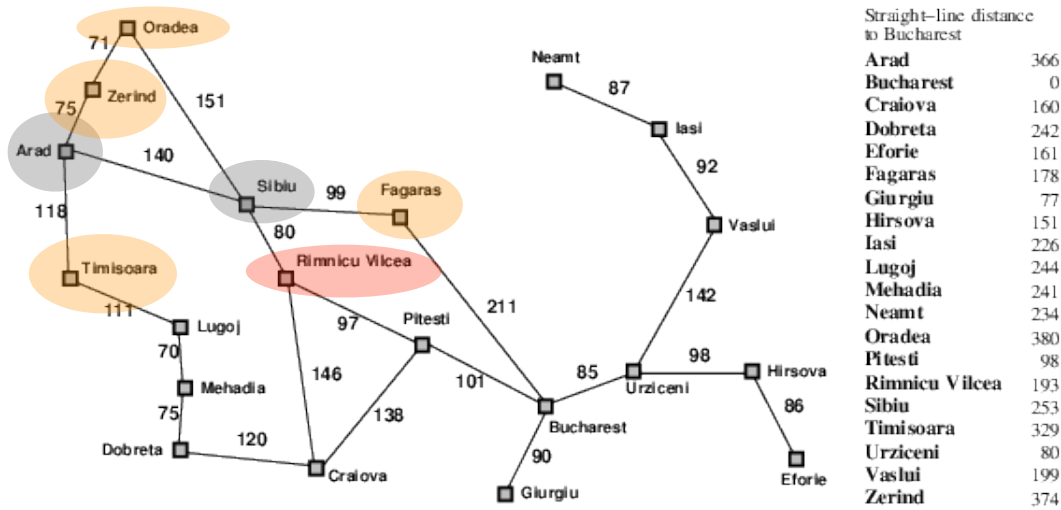 Oradea
71
Neamt
Zerind
87
75
151
Iasi
Arad
140
92
Sibiu
99
Fagaras
118
80
Vaslui
Timisoara
Rimnicu Vilcea
111
142
211
Lugoj
97
Pitesti
70
98
146
85
Hirsova
Mehadia
101
Urziceni
75
138
86
120
Bucharest
Dobreta
90
Craiova
Eforie
Giurgiu
Straight–line distance
to Bucharest
Arad 366
Bucharest 0
Craiova 160
Dobreta 242
Eforie 161
Fagaras 178
Giurgiu 77
Hirsova 151
Iasi 226
Lugoj 244
Mehadia 241
Neamt 234
Oradea 380
Pitesti 98
Rimnicu Vilcea 193
Sibiu 253
Timisoara 329
Urziceni 80
Vaslui 199
Zerind 374